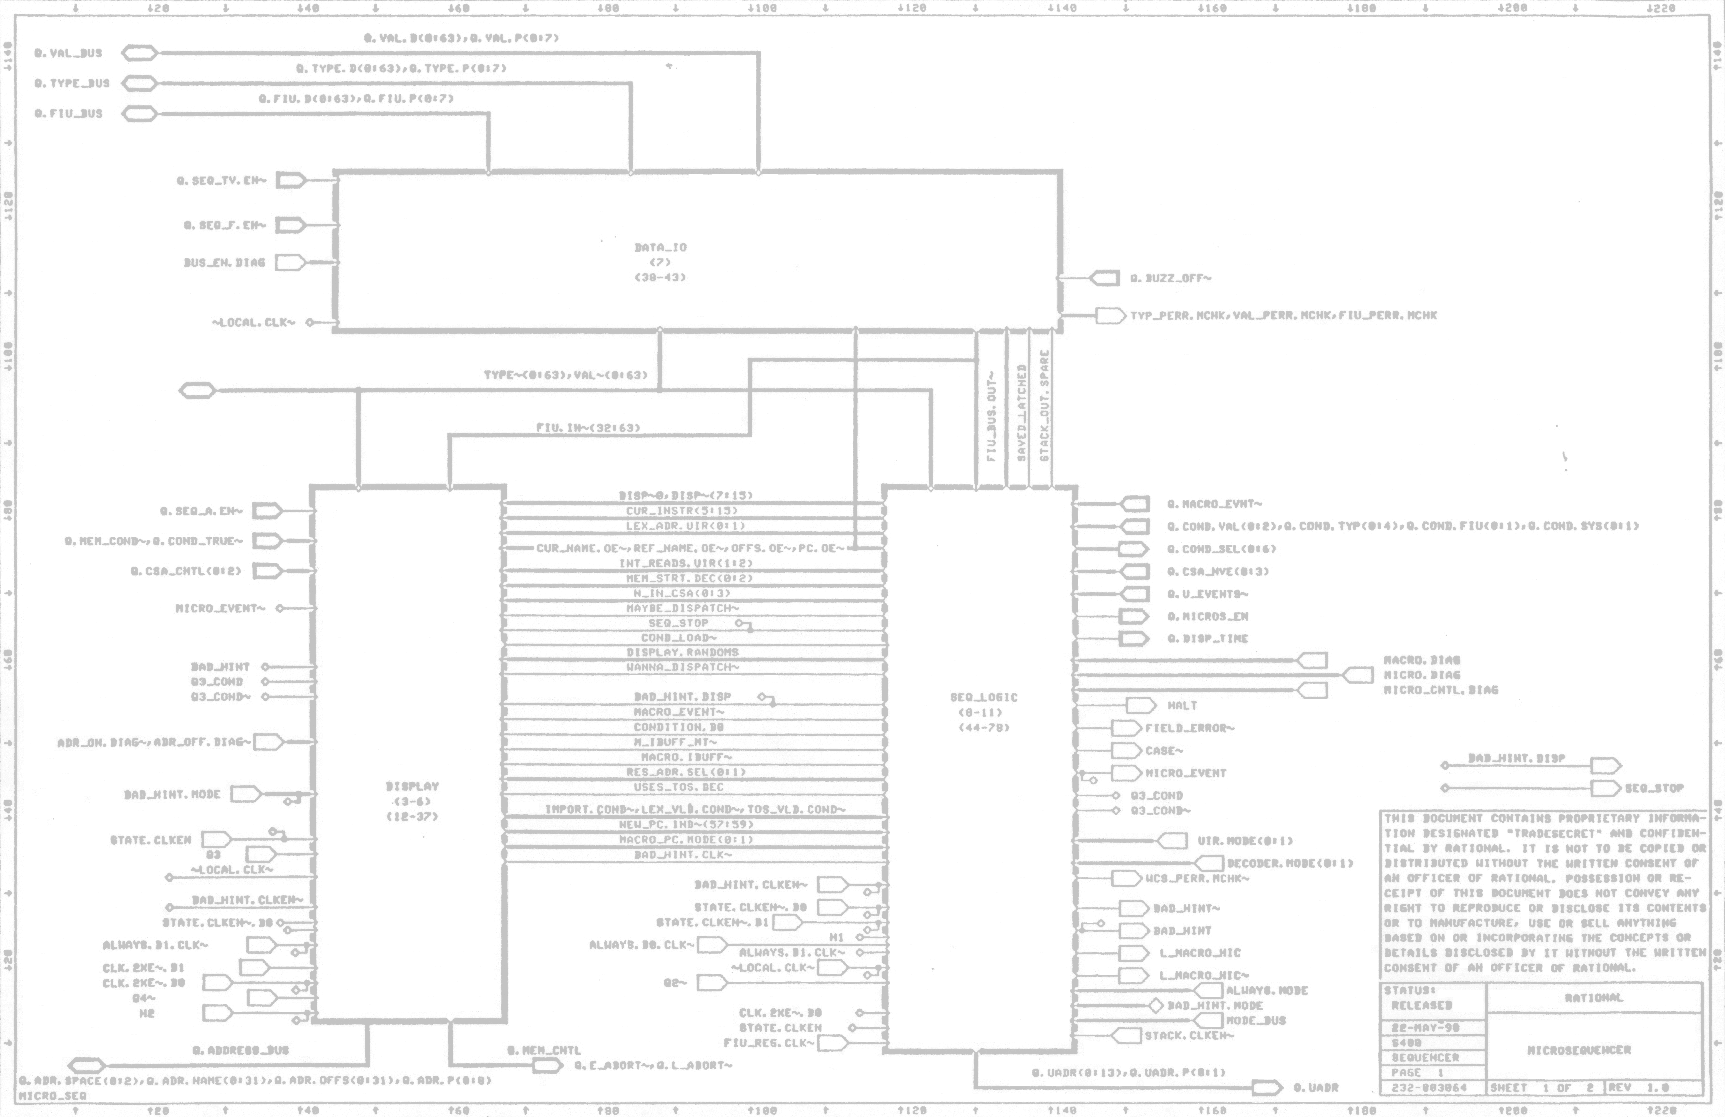 Q.VAL.D(0:63),Q.VAL.P(0:7)
Q.VAL_BUS
Q.TYPE.D(0:63),Q.TYPE.P(0:7)
Q.TYPE_BUS
Q.FIU.D(0:63),Q.FIU.P(0:7)
Q.FIU_BUS
Q.SEQ_TV.EN~
Q.SEQ_F.EN~
BUS_EN.DIAG
~LOCAL.CLK~
DATA_IO
(7)
(38-43)
Q.BUZZ_OFF~
TYP_PERR.MCHK,VAL_PERR.MCHK,FIU_PERR.MCHK
TYPE~(0:63),VAL~(0:63)
FIU.IN~(32:63)
FIU_BUS.OUT~
SAVED_LATCHED
STACK_OUT.SPARE
Q.SEQ_A.EN~
Q.MEM_COND~,Q.COND_TRUE~
Q.CSA_CNTL(0:2)
MICRO_EVENT~
BAD_HINT
Q3_COND
Q3_COND~
ADR_ON.DIAG~,ADR_OFF.DIAG~
BAD_HINT.MODE
STATE.CLKEN
Q3
~LOCAL.CLK~
BAD_HINT.CLKEN~
STATE.CLKEN~.D0
ALWAYS.D1.CLK~
CLK.2XE~.D1
CLK.2XE~.D0
Q4~
H2
DISPLAY
(3-6)
(12-37)
DISP~0,DISP~(7:15)
CUR_INSTR(5:15)
LEX_ADR.UIR(0:1)
CUR_NAME.OE~,REF_NAME.OE~,OFFS.OE~,PC.OE~
INT_READS.UIR(1:2)
MEM_STRT.DEC(0:2)
N_IN_CSA(0:3)
MAYBE_DISPATCH~
SEQ_STOP
COND_LOAD~
DISPLAY.RANDOMS
WANNA_DISPATCH~
BAD_HINT.DISP
MACRO_EVENT~
CONDITION.D0
M_IBUFF_MT~
MACRO.IBUFF~
RES_ADR.SEL(0:1)
USES_TOS.DEC
IMPORT.COND~,LEX_VLD.COND~,TOS_VLD.COND~
NEW_PC.IND~(57:59)
MACRO_PC.MODE(0:1)
BAD_HINT.CLK~
BAD_HINT.CLKEN~
STATE.CLKEN~.D0
STATE.CLKEN~.D1
H1
ALWAYS.D0.CLK~
ALWAYS.D1.CLK~
~LOCAL.CLK~
Q2~
CLK.2XE~.D0
STATE.CLKEN
FIU_REG.CLK~
SEQ_LOGIC
(8-11)
(44-78)
Q.MACRO_EVNT~
Q.COND.VAL(0:2),Q.COND.TYP(0:4),Q.COND.FIU(0:1),Q.COND.SYS(0:1)
Q.COND_SEL(0:6)
Q.CSA_NVE(0:3)
Q.U_EVENTS~
Q.MICROS_EN
Q.DISP_TIME
MACRO.DIAG
MICRO.DIAG
MICRO_CNTL.DIAG
HALT
FIELD_ERROR~
CASE~
MICRO_EVENT
Q3_COND
Q3_COND~
UIR.MODE(0:1)
DECODER.MODE(0:1)
WCS_PERR.MCHK~
BAD_HINT~
BAD_HINT
L_MACRO_HIC
L_MACRO_HIC~
ALWAYS.MODE
BAD_HINT.MODE
MODE_BUS
STACK.CLKEN~
BAD_HINT.DISP
SEQ_STOP
Q.ADDRESS_BUS
Q.ADR.SPACE(0:2),Q.ADR.NAME(0:31),Q.ADR.OFFS(0:31),Q.ADR.P(0:8)
Q.MEM_CNTL
Q.E_ABORT~,Q.L_ABORT~
Q.UADR(0:13),Q.UADR.P(0:1)
Q.UADR
MICRO_SEQ
THIS DOCUMENT CONTAINS PROPRIETARY INFORMA-
TION DESIGNATED "TRADESECRET" AND CONFIDEN-
TIAL BY RATIONAL. IT IS NOT TO BE COPIED OR
DISTRIBUTED WITHOUT THE WRITTEN CONSENT OF
AN OFFICER OF RATIONAL. POSSESSION OR RE-
CEIPT OF THIS DOCUMENT DOES NOT CONVEY ANY
RIGHT TO REPRODUCE OR DISCLOSE ITS CONTENTS
OR TO MANUFACTURE, USE OR SELL ANYTHING
BASED ON OR INCORPORATING THE CONCEPTS OR
DETAILS DISCLOSED BY IT WITHOUT THE WRITTEN
CONSENT OF AN OFFICER OF RATIONAL.
STATUS:
RELEASED
RATIONAL
22-MAY-90
S400
SEQUENCER
PAGE 1
232-003064
MICROSEQUENCER
SHEET 1 OF 2
REV 1.0